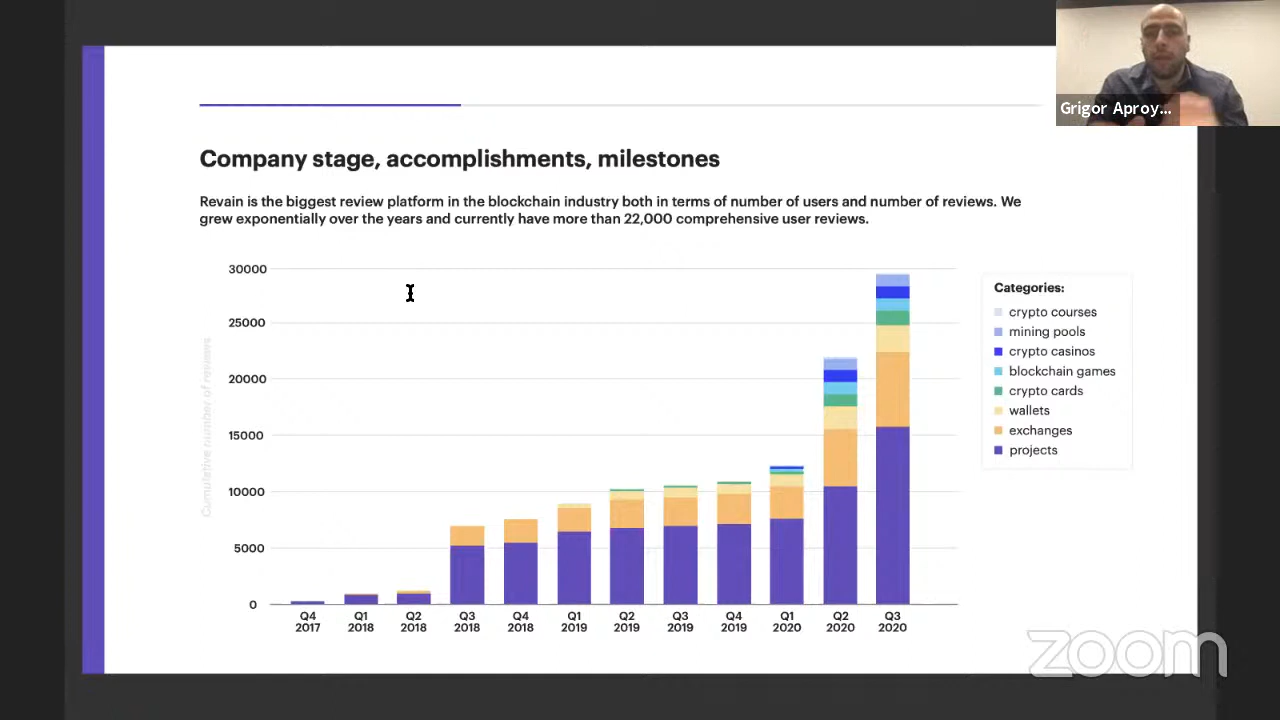 Grigor Aproy...
Company stage, accomplishments, milestones
Revain is the biggest review platform in the blockchain industry both in terms of number of users and number of reviews. We
grew exponentially over the years and currently have more than 22,000 comprehensive user reviews.
Cumulative number of reviews
30000
25000
20000
15000
10000
5000
0
Q4
2017
Q1
2018
Q2
2018
Q3
2018
Q4
2018
Q1
2019
Q2
2019
Q3
2019
Q4
2019
Q1
2020
Q2
2020
Q3
2020
Categories:
crypto courses
mining pools
crypto casinos
blockchain games
crypto cards
wallets
exchanges
projects
zoom